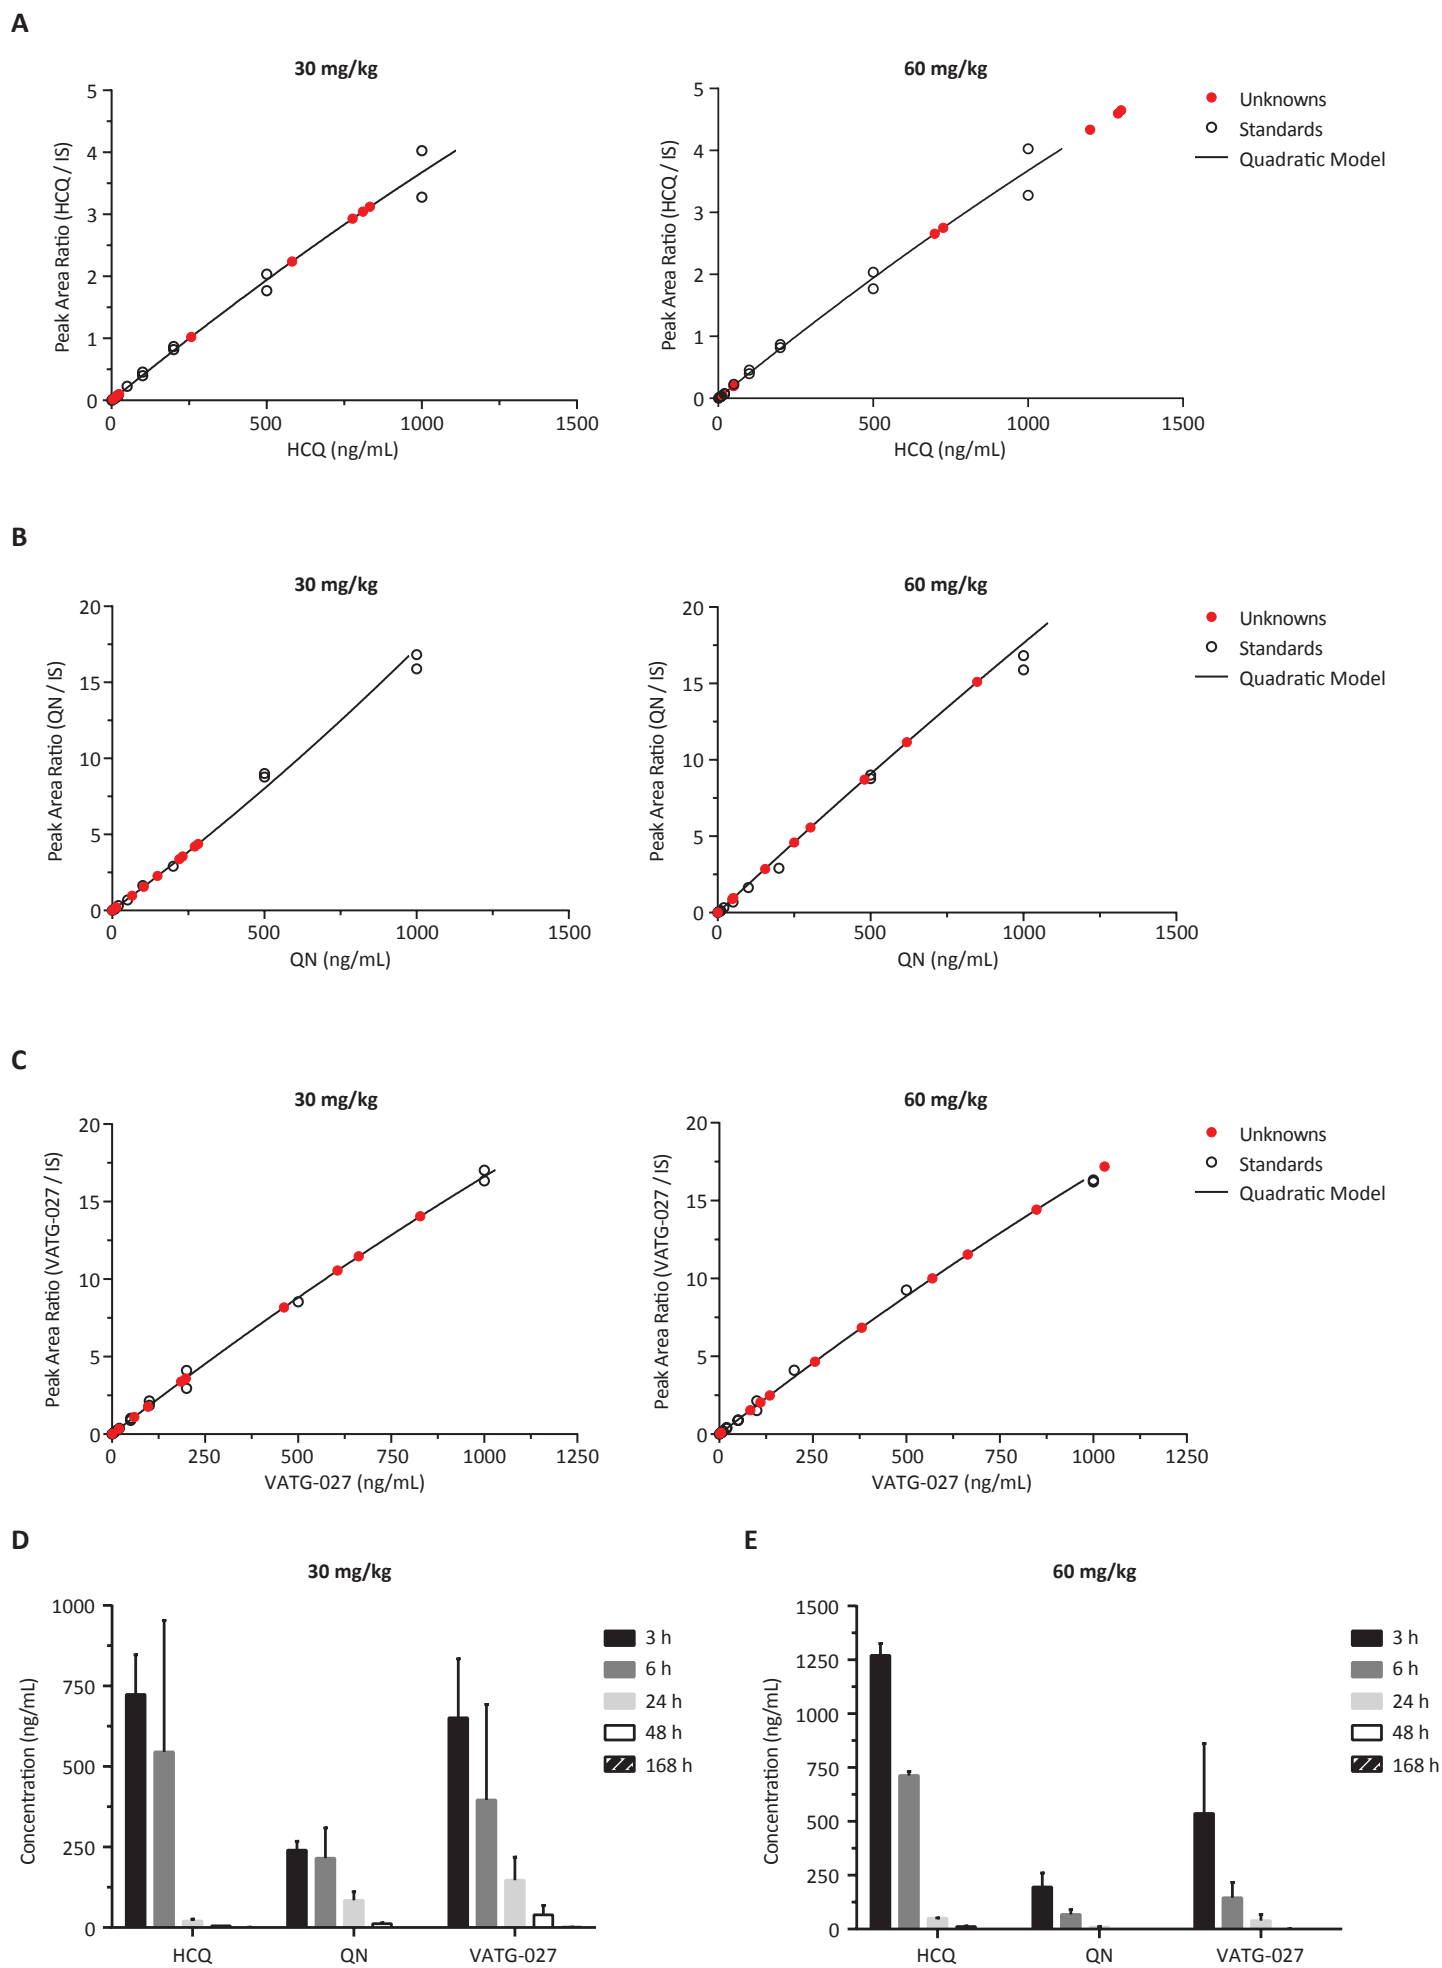 A
30 mg/kg
60 mg/kg
5
4
3
2
1
0
Peak Area Ratio (HCQ / IS)
0
500
1000
1500
HCQ (ng/mL)
5
4
3
2
1
0
Peak Area Ratio (HCQ / IS)
0
500
1000
1500
HCQ (ng/mL)
Unknowns
Standards
Quadratic Model
B
30 mg/kg
60 mg/kg
20
15
10
5
0
Peak Area Ratio (QN / IS)
0
500
1000
1500
QN (ng/mL)
20
15
10
5
0
Peak Area Ratio (QN / IS)
0
500
1000
1500
QN (ng/mL)
Unknowns
Standards
Quadratic Model
C
30 mg/kg
60 mg/kg
20
15
10
5
0
Peak Area Ratio (VATG-027 / IS)
0
250
500
750
1000
1250
VATG-027 (ng/mL)
20
15
10
5
0
Peak Area Ratio (VATG-027 / IS)
0
250
500
750
1000
1250
VATG-027 (ng/mL)
Unknowns
Standards
Quadratic Model
D
30 mg/kg
1000
750
500
250
0
Concentration (ng/mL)
HCQ
QN
VATG-027
3 h
6 h
24 h
48 h
168 h
E
60 mg/kg
1500
1250
1000
750
500
250
0
Concentration (ng/mL)
HCQ
QN
VATG-027
3 h
6 h
24 h
48 h
168 h